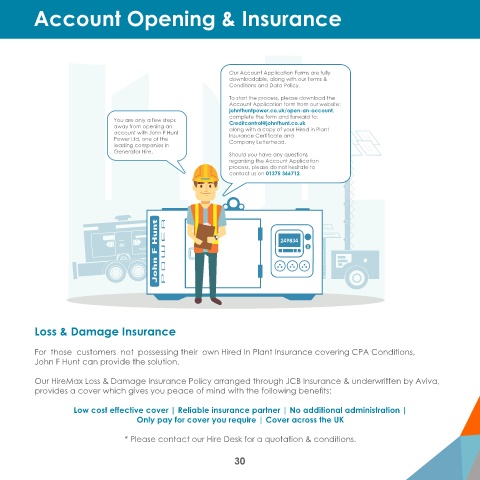 Account Opening & Insurance
Our Account Application Forms are fully
downloadable, along with our Terms &
Conditions and Data Policy.
To start the process, please download the
Account Application form from our website:
johnfhuntpower.co.uk/open-an-account,
complete the form and forward to:
Creditcontrol@johnfhunt.co.uk
along with a copy of your Hired in Plant
Insurance Certificate and
Company Letterhead.
Should you have any questions
regarding the Account Application
process, please do not hesitate to
contact us on 01375 366713.
You are only a few steps
away from opening an
account with John F Hunt
Power Ltd, one of the
leading companies in
Generator Hire.
John F Hunt
POWER
249834
Loss & Damage Insurance
For those customers not possessing their own Hired In Plant Insurance covering CPA Conditions,
John F Hunt can provide the solution.
Our HireMax Loss & Damage Insurance Policy arranged through JCB Insurance & underwritten by Aviva,
provides a cover which gives you peace of mind with the following benefits:
Low cost effective cover | Reliable insurance partner | No additional administration |
Only pay for cover you require | Cover across the UK
* Please contact our Hire Desk for a quotation & conditions.
30